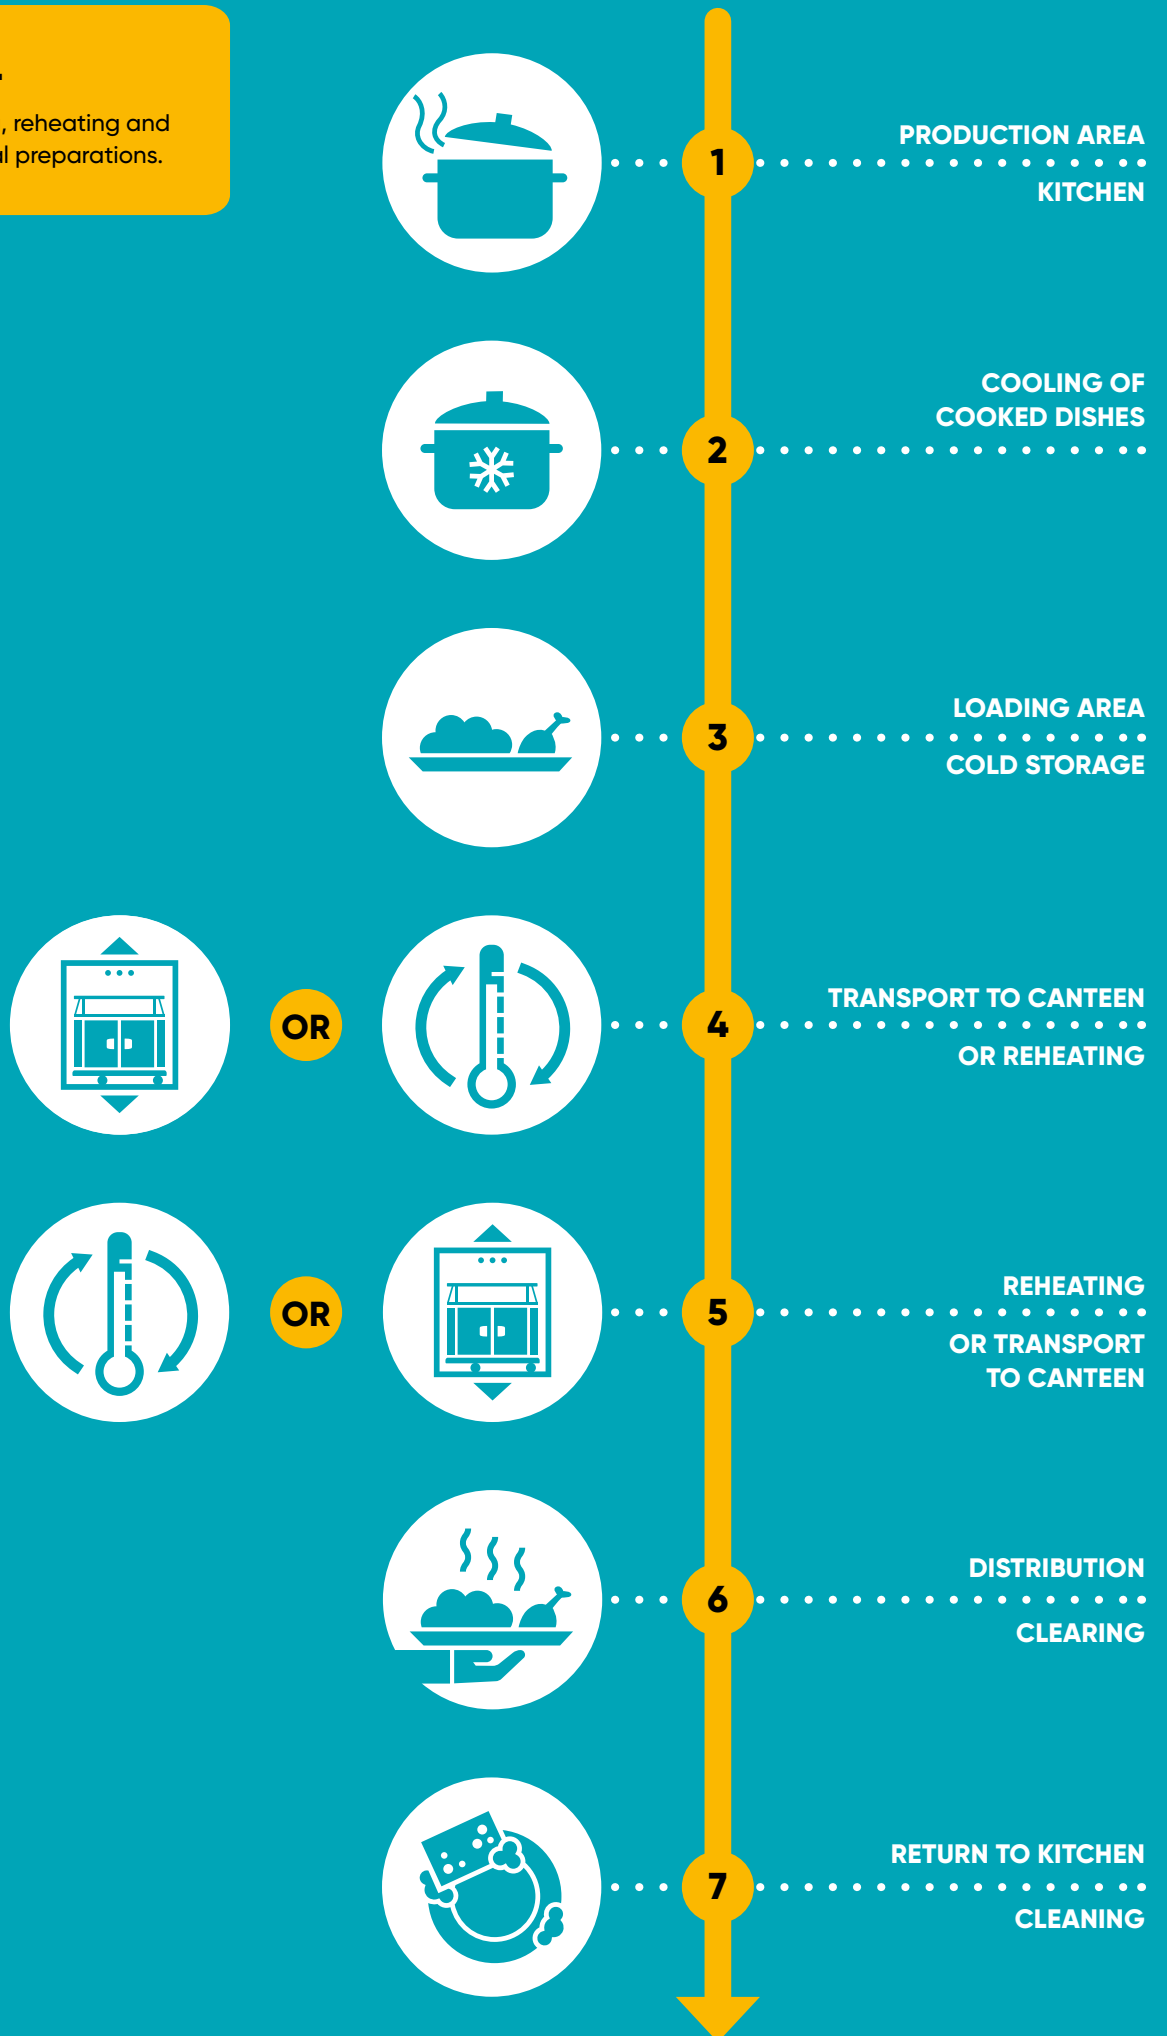 , reheating and
preparations.
1
PRODUCTION AREA
KITCHEN
2
COOLING OF
COOKED DISHES
3
LOADING AREA
COLD STORAGE
OR
4
TRANSPORT TO CANTEEN
OR REHEATING
OR
5
REHEATING
OR TRANSPORT
TO CANTEEN
6
DISTRIBUTION
CLEARING
7
RETURN TO KITCHEN
CLEANING